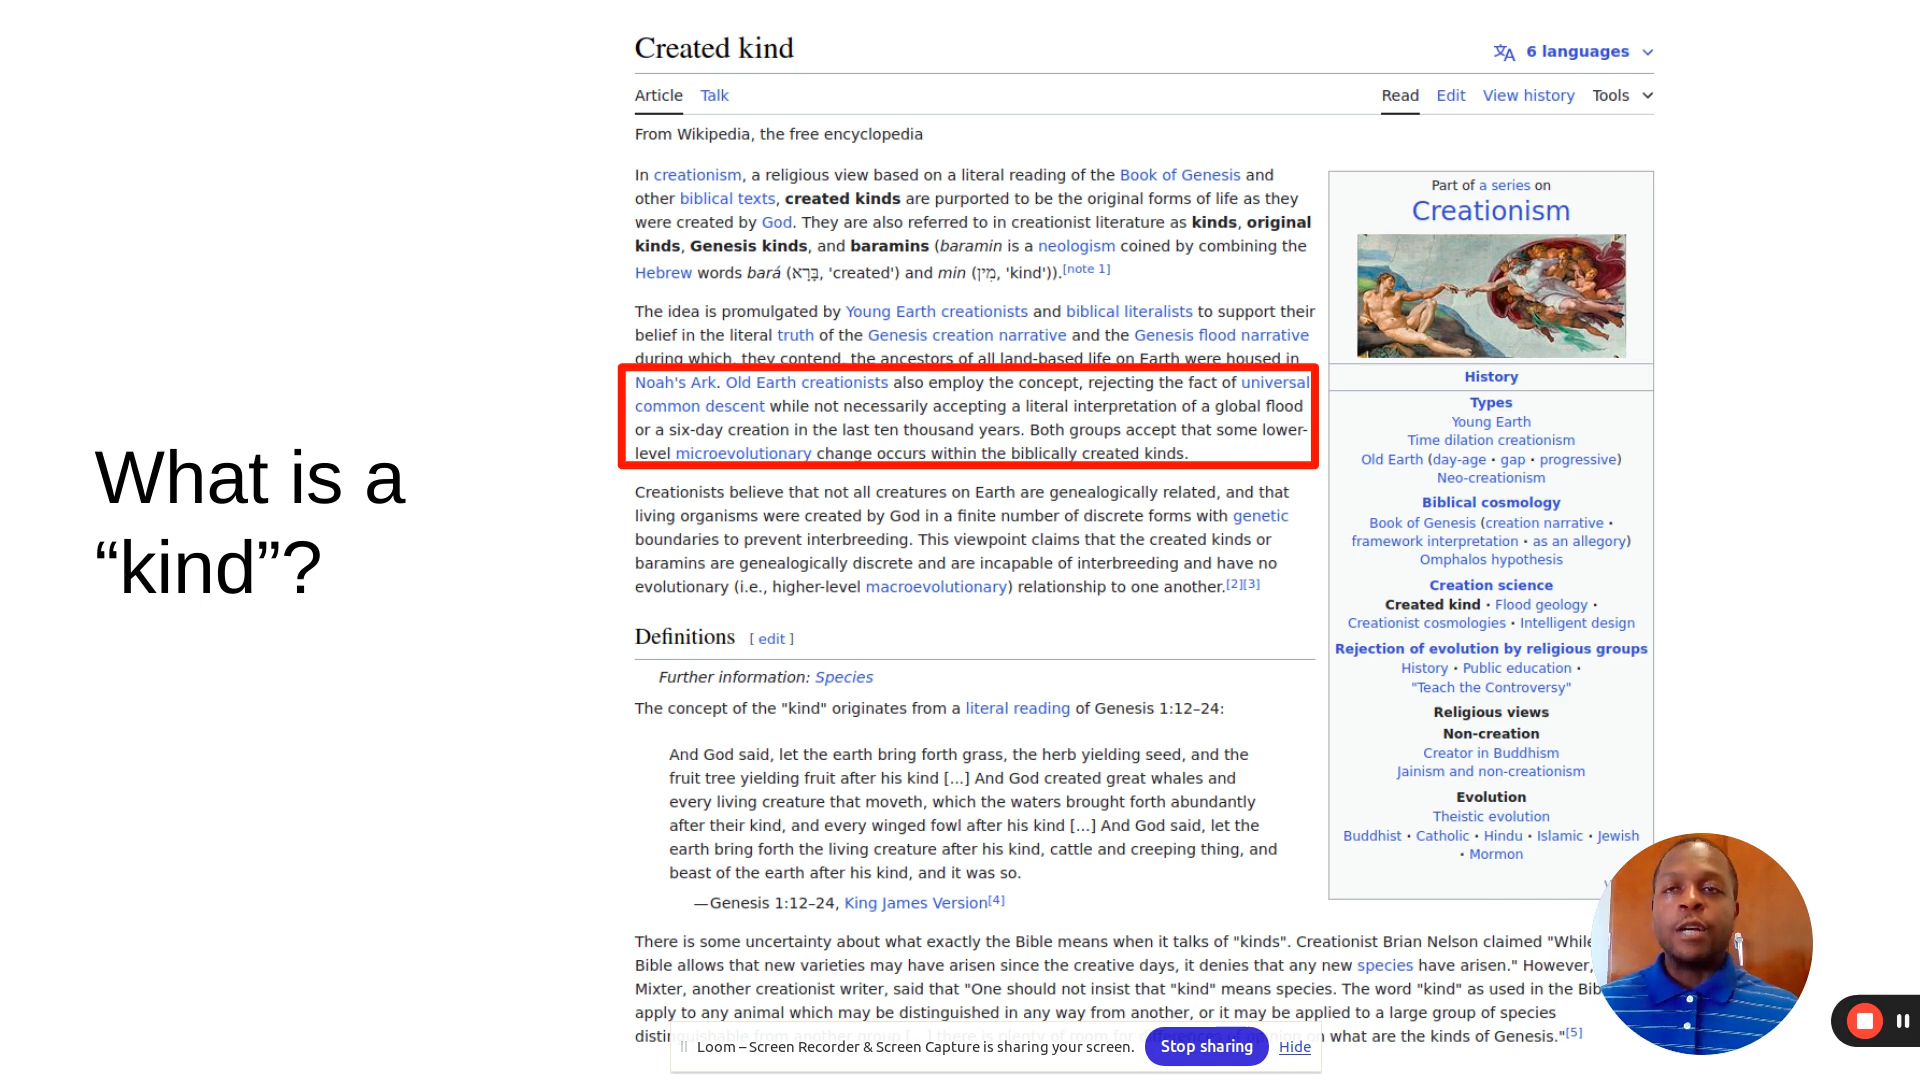 What is a
“kind”?
Created kind
6 languages
Article Talk
Read Edit View history Tools
From Wikipedia, the free encyclopedia
In creationism, a religious view based on a literal reading of the Book of Genesis and
other biblical texts, created kinds are purported to be the original forms of life as they
were created by God. They are also referred to in creationist literature as kinds, original
kinds, Genesis kinds, and baramins (baramin is a neologism coined by combining the
Hebrew words bará (בָּרָא, 'created') and min (מִין, 'kind')).[note 1]
The idea is promulgated by Young Earth creationists and biblical literalists to support their
belief in the literal truth of the Genesis creation narrative and the Genesis flood narrative
during which, they contend, the ancestors of all land-based life on Earth were housed in
Noah's Ark. Old Earth creationists also employ the concept, rejecting the fact of universal
common descent while not necessarily accepting a literal interpretation of a global flood
or a six-day creation in the last ten thousand years. Both groups accept that some lower-
level microevolutionary change occurs within the biblically created kinds.
Creationists believe that not all creatures on Earth are genealogically related, and that
living organisms were created by God in a finite number of discrete forms with genetic
boundaries to prevent interbreeding. This viewpoint claims that the created kinds or
baramins are genealogically discrete and are incapable of interbreeding and have no
evolutionary (i.e., higher-level macroevolutionary) relationship to one another.[2][3]
Definitions [ edit ]
Further information: Species
The concept of the "kind" originates from a literal reading of Genesis 1:12–24:
And God said, let the earth bring forth grass, the herb yielding seed, and the
fruit tree yielding fruit after his kind [...] And God created great whales and
every living creature that moveth, which the waters brought forth abundantly
after their kind, and every winged fowl after his kind [...] And God said, let the
earth bring forth the living creature after his kind, cattle and creeping thing, and
beast of the earth after his kind, and it was so.
—Genesis 1:12–24, King James Version[4]
There is some uncertainty about what exactly the Bible means when it talks of "kinds". Creationist Brian Nelson claimed "While
Bible allows that new varieties may have arisen since the creative days, it denies that any new species have arisen." However,
Mixter, another creationist writer, said that "One should not insist that "kind" means species. The word "kind" as used in the Bib
apply to any animal which may be distinguished in any way from another, or it may be applied to a large group of species
distinguishable from another group [...] there is plenty of room for differences of opinion on what are the kinds of Genesis."[5]
Part of a series on
Creationism
History
Types
Young Earth
Time dilation creationism
Old Earth (day-age • gap • progressive)
Neo-creationism
Biblical cosmology
Book of Genesis (creation narrative •
framework interpretation • as an allegory)
Omphalos hypothesis
Creation science
Created kind • Flood geology •
Creationist cosmologies • Intelligent design
Rejection of evolution by religious groups
History • Public education •
"Teach the Controversy"
Religious views
Non-creation
Creator in Buddhism
Jainism and non-creationism
Evolution
Theistic evolution
Buddhist • Catholic • Hindu • Islamic • Jewish
• Mormon
Loom – Screen Recorder & Screen Capture is sharing your screen. Stop sharing Hide